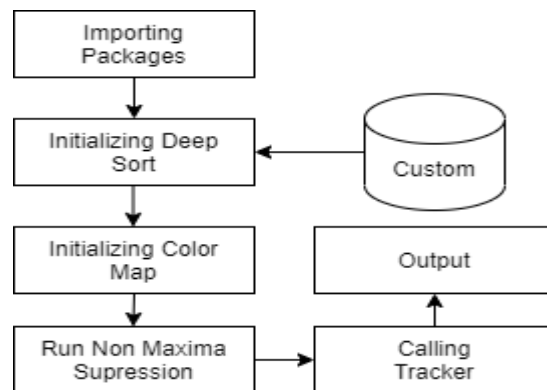 Importing
Packages
Initializing Deep
Sort
Custom
Initializing Color
Map
Output
Run Non Maxima
Supression
Calling
Tracker